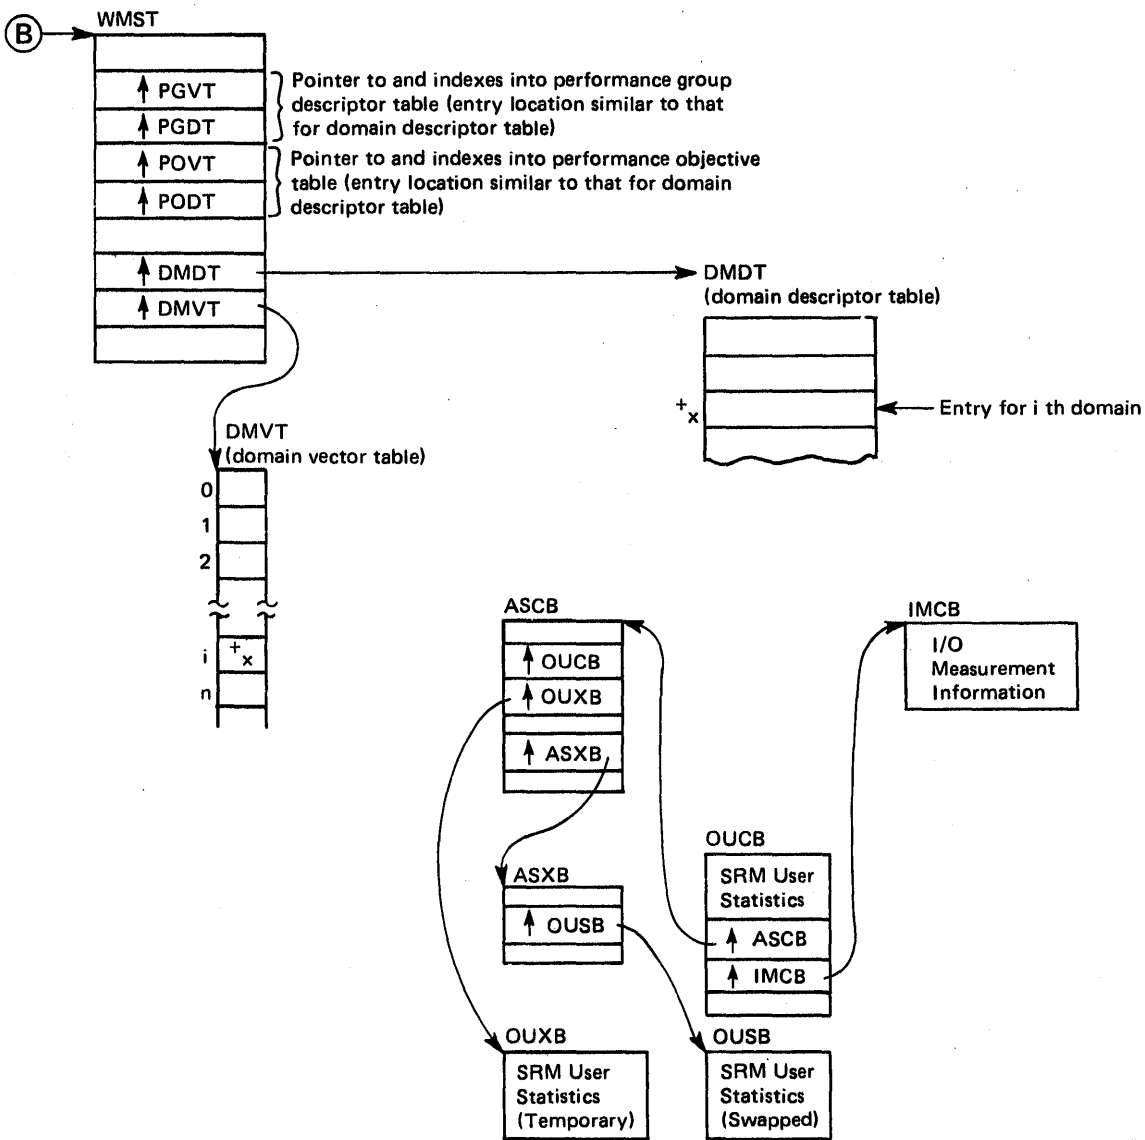 B
WMST
PGVT
PGDT
Pointer to and indexes into performance group
descriptor table (entry location similar to that
for domain descriptor table)
POVT
PODT
Pointer to and indexes into performance objective
table (entry location similar to that for domain
descriptor table)
DMDT
DMVT
DMDT
(domain descriptor table)
+x
Entry for i th domain
DMVT
(domain vector table)
0
1
2
i
+x
n
ASCB
OUCB
OUXB
ASXB
IMCB
I/O
Measurement
Information
OUCB
SRM User
Statistics
ASCB
IMCB
ASXB
OUSB
OUXB
SRM User
Statistics
(Temporary)
OUSB
SRM User
Statistics
(Swapped)